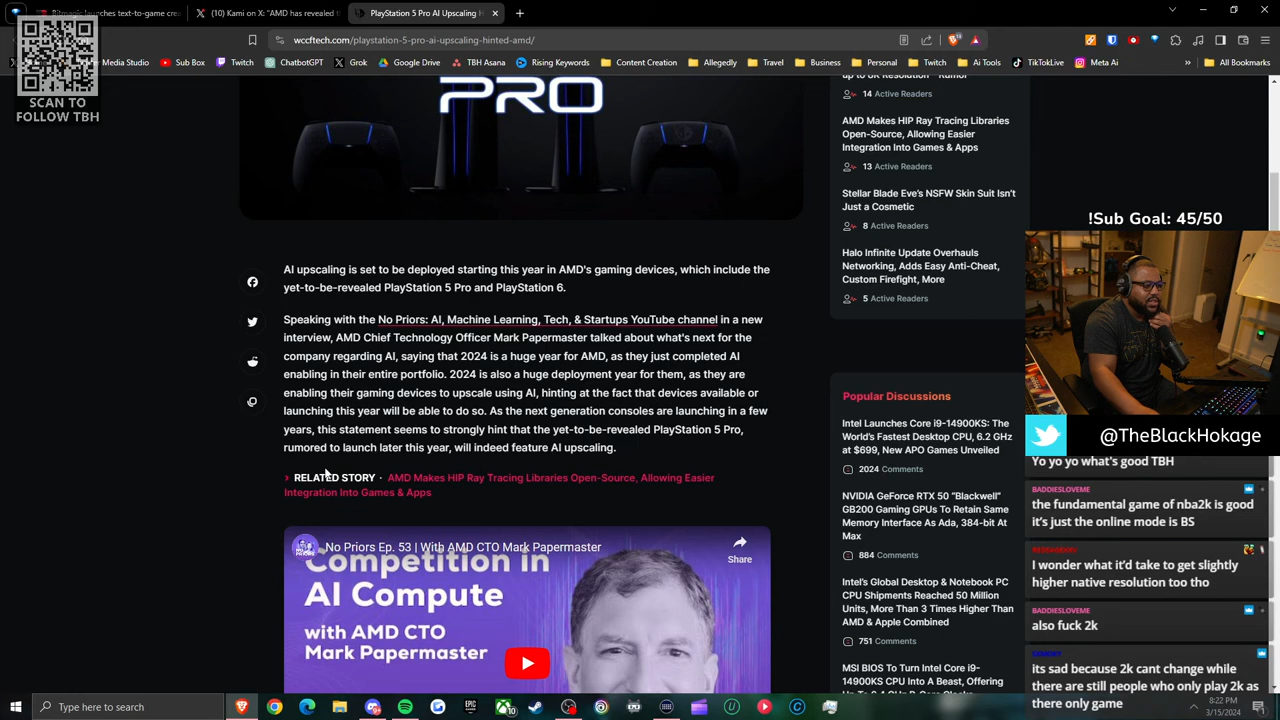 Bitmagic launches text-to-game crea
(10) Kami on X: "AMD has revealed t
PlayStation 5 Pro AI Upscaling H
wccftech.com/playstation-5-pro-ai-upscaling-hinted-amd/
Media Studio
Sub Box
ChatbotGPT
Grok
Google Drive
TBH Asana
Rising Keywords
Content Creation
Allegedly
Travel
Business
Personal
Twitch
Ai Tools
TikTokLive
Meta Ai
All Bookmarks
SCAN TO
FOLLOW TBH
PRO
AI upscaling is set to be deployed starting this year in AMD's gaming devices, which include the
yet-to-be-revealed PlayStation 5 Pro and PlayStation 6.
Speaking with the No Priors: AI, Machine Learning, Tech, & Startups YouTube channel in a new
interview, AMD Chief Technology Officer Mark Papermaster talked about what's next for the
company regarding AI, saying that 2024 is a huge year for AMD, as they just completed AI
enabling in their entire portfolio. 2024 is also a huge deployment year for them, as they are
enabling their gaming devices to upscale using AI, hinting at the fact that devices available or
launching this year will be able to do so. As the next generation consoles are launching in a few
years, this statement seems to strongly hint that the yet-to-be-revealed PlayStation 5 Pro,
rumored to launch later this year, will indeed feature AI upscaling.
RELATED STORY · AMD Makes HIP Ray Tracing Libraries Open-Source, Allowing Easier
Integration Into Games & Apps
No Priors Ep. 53 | With AMD CTO Mark Papermaster
Share
Competition in
AI Compute
with AMD CTO
Mark Papermaster
up to 8K Resolution – Rumor
14 Active Readers
AMD Makes HIP Ray Tracing Libraries
Open-Source, Allowing Easier
Integration Into Games & Apps
13 Active Readers
Stellar Blade Eve's NSFW Skin Suit Isn't
Just a Cosmetic
8 Active Readers
Halo Infinite Update Overhauls
Networking, Adds Easy Anti-Cheat,
Custom Firefight, More
5 Active Readers
Popular Discussions
Intel Launches Core i9-14900KS: The
World's Fastest Desktop CPU, 6.2 GHz
at $699, New APO Games Unveiled
2024 Comments
NVIDIA GeForce RTX 50 "Blackwell"
GB200 Gaming GPUs To Retain Same
Memory Interface As Ada, 384-bit At
Max
884 Comments
Intel's Global Desktop & Notebook PC
CPU Shipments Reached 50 Million
Units, More Than 3 Times Higher Than
AMD & Apple Combined
751 Comments
MSI BIOS To Turn Intel Core i9-
14900KS CPU Into A Beast, Offering
!Sub Goal: 45/50
@TheBlackHokage
Yo yo yo what's good TBH
BADDIESLOVEME
the fundamental game of nba2k is good
it's just the online mode is BS
I wonder what it'd take to get slightly
higher native resolution too tho
BADDIESLOVEME
also fuck 2k
its sad because 2k cant change while
there are still people who only play 2k as
there only game
Type here to search
8:22 PM
3/15/2024